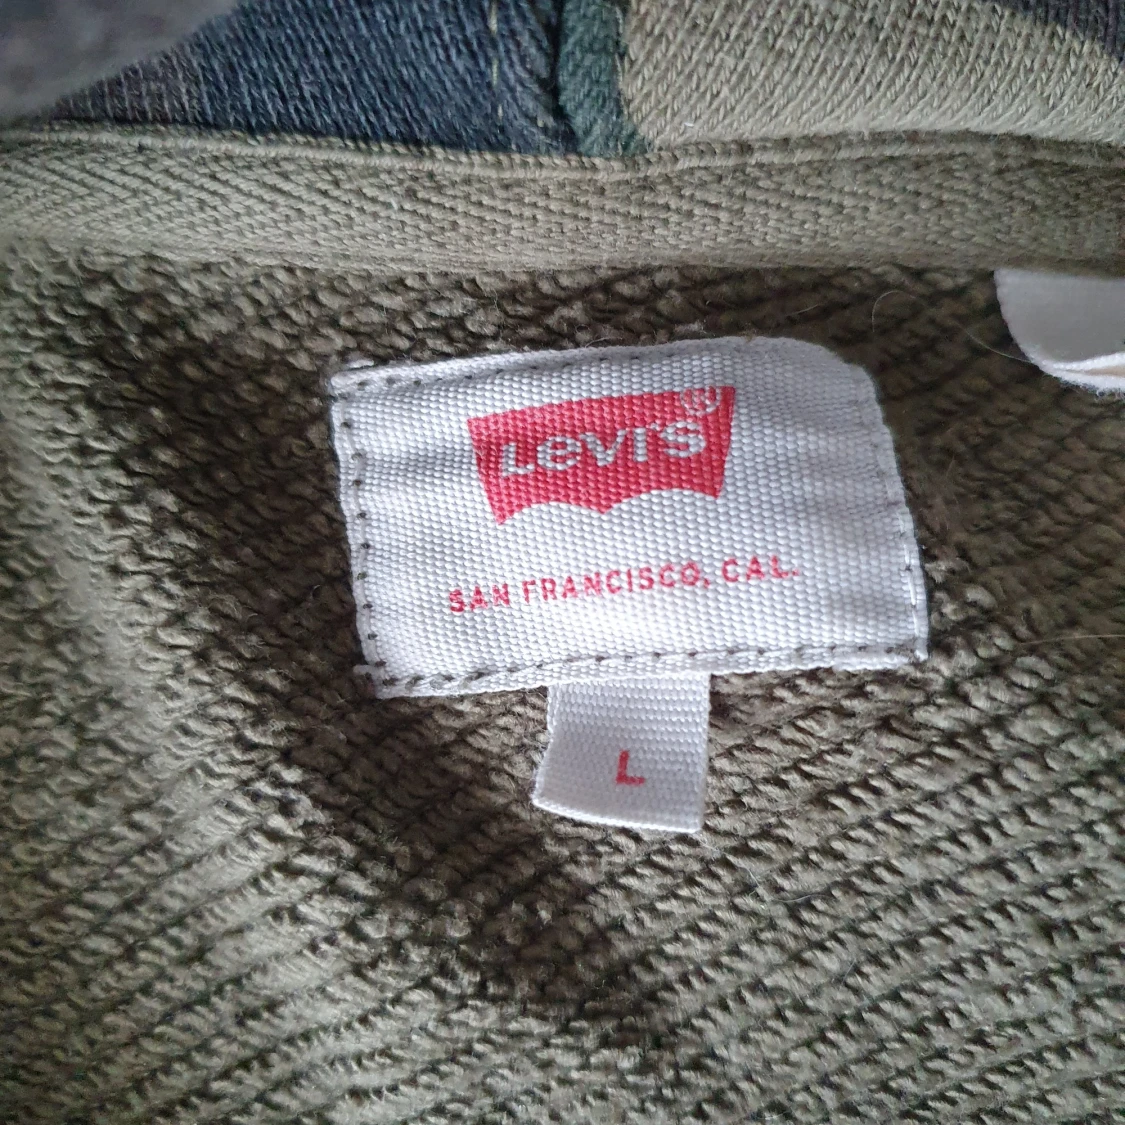 Levi's®
SAN FRANCISCO, CAL.
L